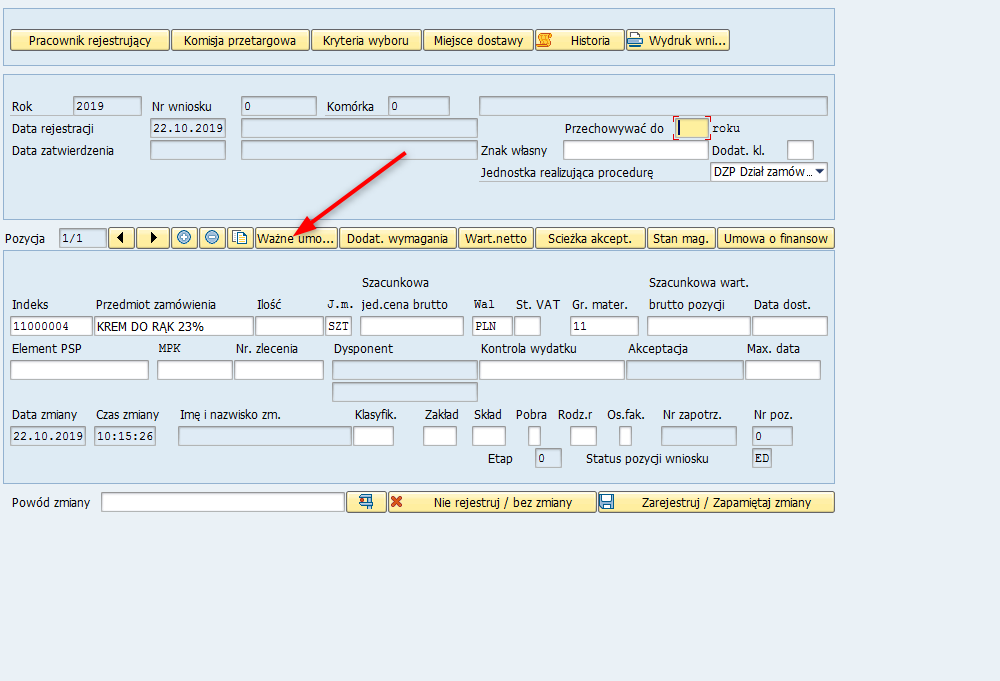 Pracownik rejestrujący Komisja przetargowa Kryteria wyboru Miejsce dostawy Historia Wydruk wni...
Rok 2019 Nr wniosku 0 Komórka 0
Data rejestracji 22.10.2019 Przechowywać do roku
Data zatwierdzenia Znak własny Dodat. kl.
Jednostka realizująca procedurę DZP Dział zamów...
Pozycja 1/1 Ważne umo... Dodat. wymagania Wart.netto Scieżka akcept. Stan mag. Umowa o finansow
Szacunkowa Szacunkowa wart.
Indeks Przedmiot zamówienia Ilość J.m. jed.cena brutto Wal St. VAT Gr. mater. brutto pozycji Data dost.
11000004 KREM DO RĄK 23% SZT PLN 11
Element PSP MPK Nr. zlecenia Dysponent Kontrola wydatku Akceptacja Max. data
Data zmiany Czas zmiany Imę i nazwisko zm. Klasyfik. Zakład Skład Pobra Rodz.r Os.fak. Nr zapotrz. Nr poz.
22.10.2019 10:15:26 0
Etap 0 Status pozycji wniosku ED
Powód zmiany Nie rejestruj / bez zmiany Zarejestruj / Zapamiętaj zmiany